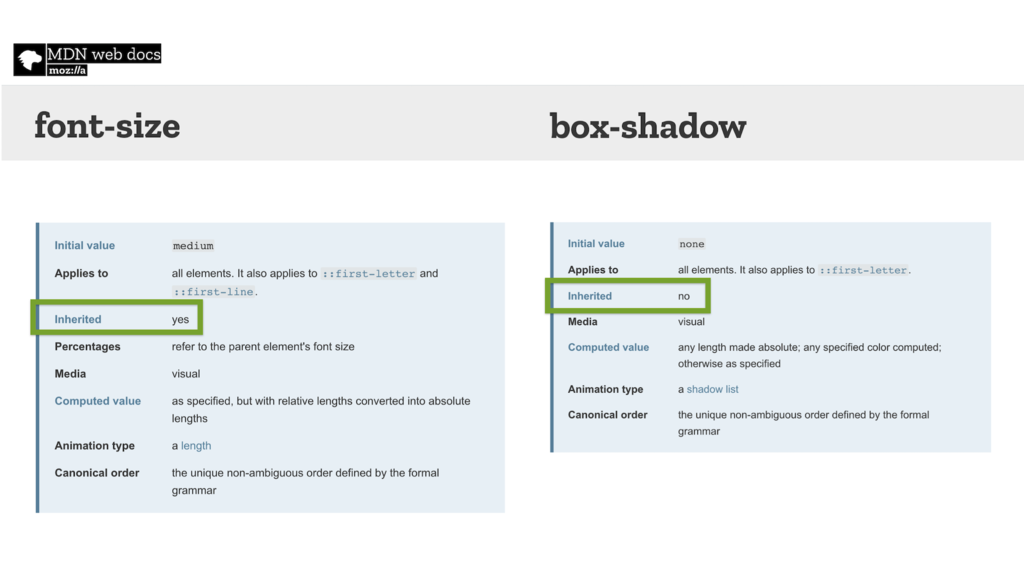 MDN web docs
moz://a
font-size
box-shadow
Initial value medium
Applies to all elements. It also applies to ::first-letter and
::first-line.
Inherited yes
Percentages refer to the parent element's font size
Media visual
Computed value as specified, but with relative lengths converted into absolute
lengths
Animation type a length
Canonical order the unique non-ambiguous order defined by the formal
grammar
Initial value none
Applies to all elements. It also applies to ::first-letter.
Inherited no
Media visual
Computed value any length made absolute; any specified color computed;
otherwise as specified
Animation type a shadow list
Canonical order the unique non-ambiguous order defined by the formal
grammar